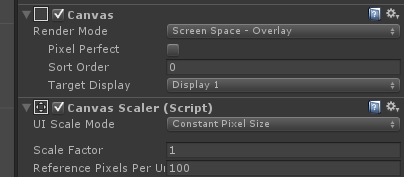 Canvas
Render Mode Screen Space - Overlay
Pixel Perfect
Sort Order 0
Target Display Display 1
Canvas Scaler (Script)
UI Scale Mode Constant Pixel Size
Scale Factor 1
Reference Pixels Per Ui 100